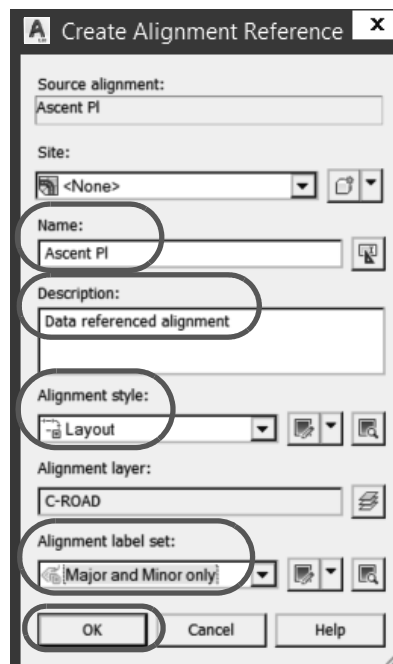 Create Alignment Reference X
Source alignment:
Ascent Pl
Site:
<None>
Name:
Ascent Pl
Description:
Data referenced alignment
Alignment style:
Layout
Alignment layer:
C-ROAD
Alignment label set:
Major and Minor only
OK Cancel Help